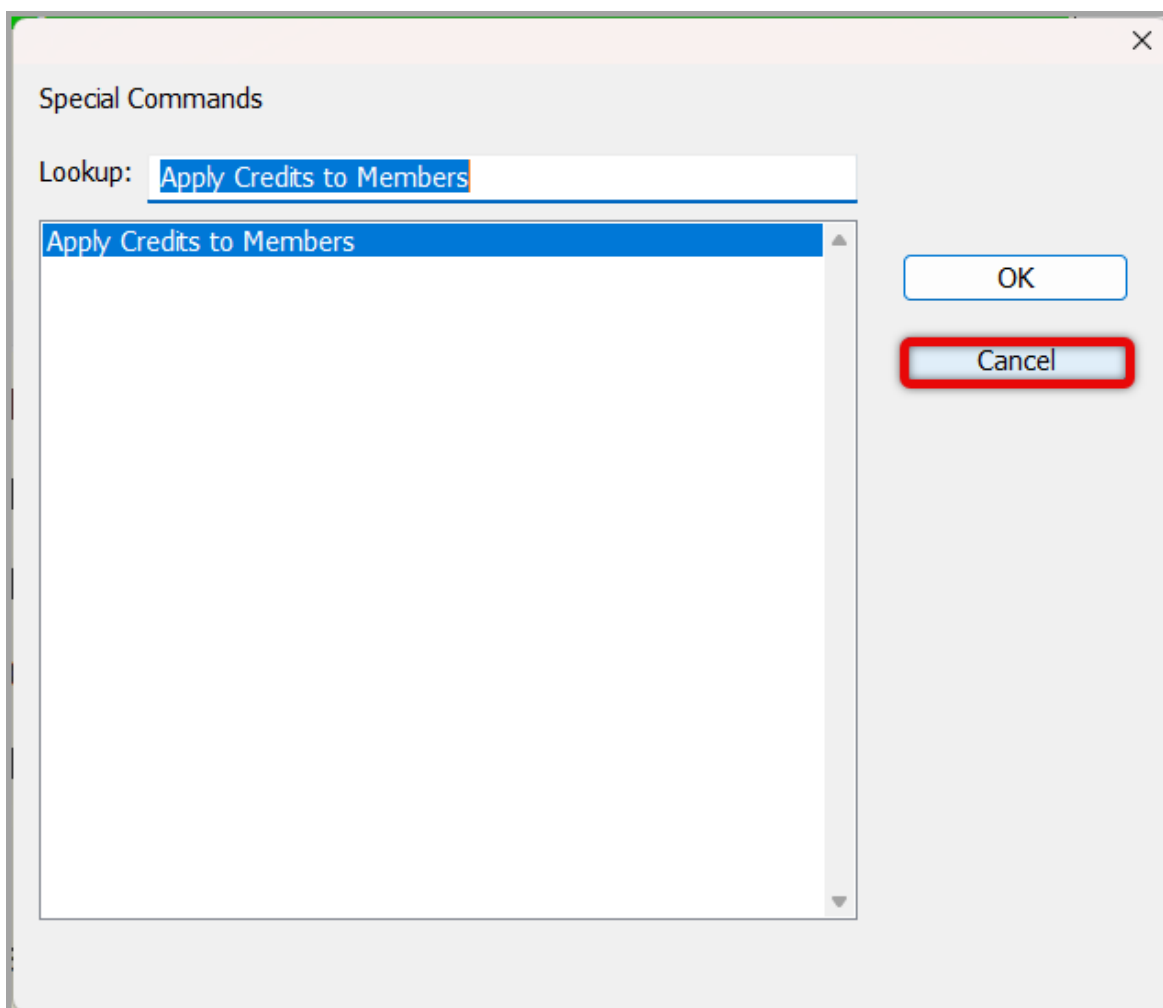 Special Commands
Lookup: Apply Credits to Members
Apply Credits to Members
OK
Cancel